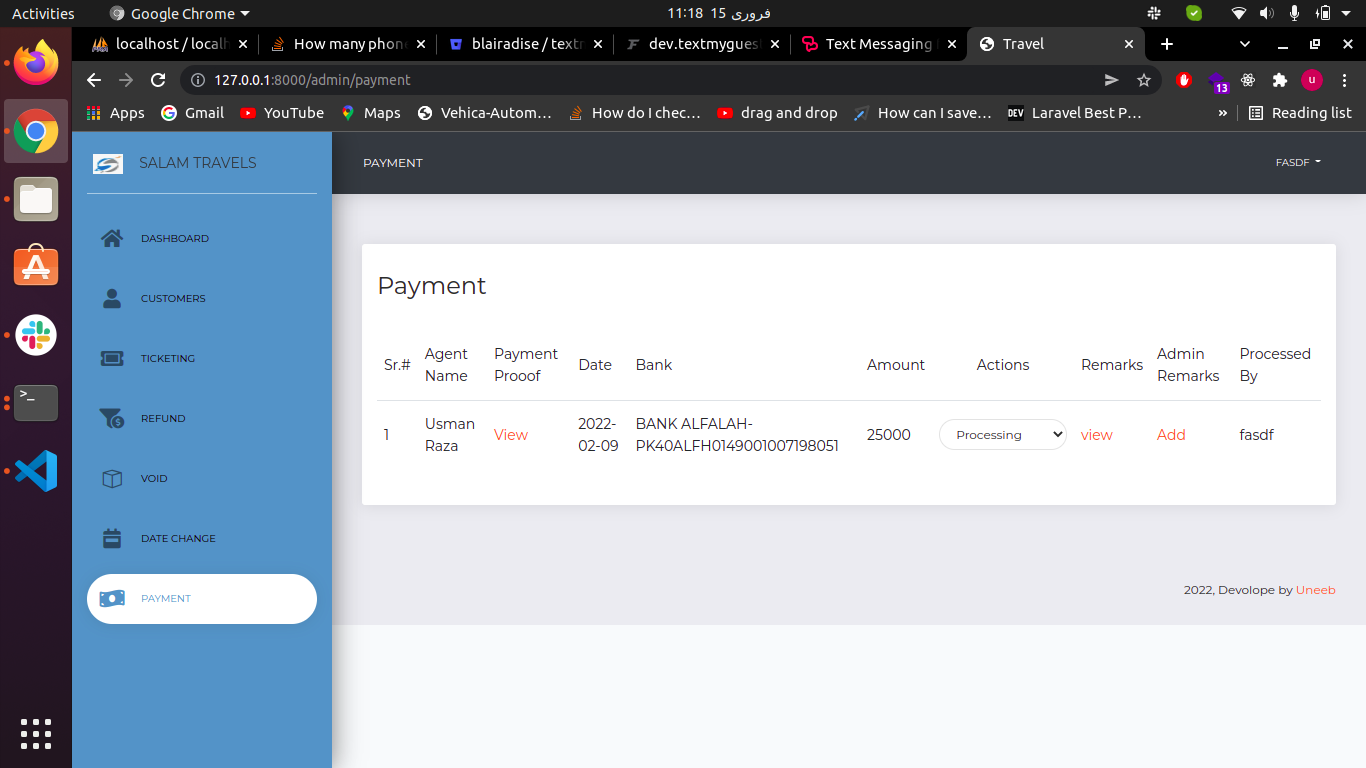 Activities
Google Chrome
فروری 15 11:18
localhost / localh
How many phone
blairadise / textm
dev.textmygues
Text Messaging
Travel
127.0.0.1:8000/admin/payment
13
u
Apps
Gmail
YouTube
Maps
Vehica-Autom…
How do I chec…
drag and drop
How can I save…
DEV
Laravel Best P…
»
Reading list
SALAM TRAVELS
PAYMENT
FASDF
DASHBOARD
CUSTOMERS
TICKETING
REFUND
VOID
DATE CHANGE
PAYMENT
Payment
Sr.# Agent Name Payment Prooof Date Bank Amount Actions Remarks Admin Remarks Processed By
1 Usman Raza View 2022-02-09 BANK ALFALAH-PK40ALFH0149001007198051 25000 Processing view Add fasdf
2022, Devolope by Uneeb